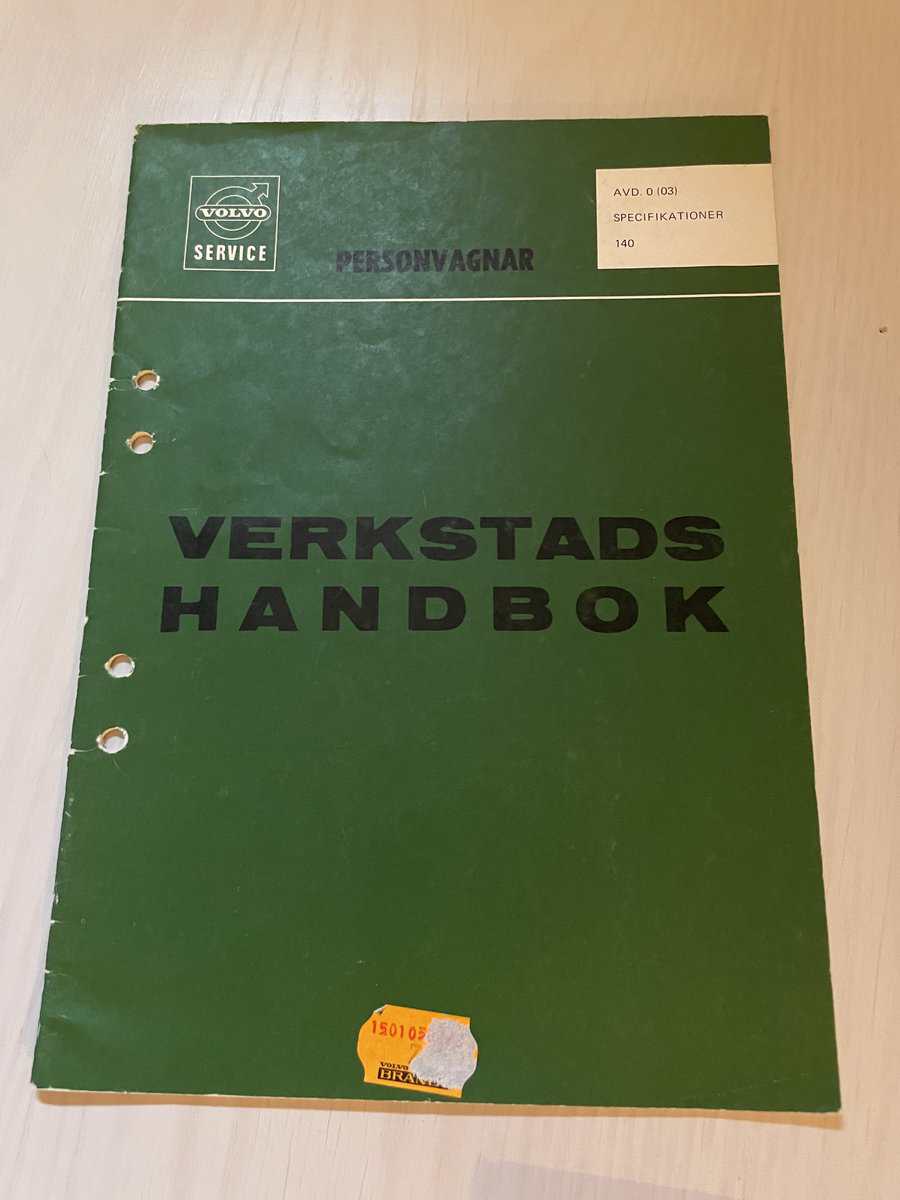 VOLVO
SERVICE
PERSONVAGNAR
AVD. 0 (03)
SPECIFIKATIONER
140
VERKSTADS
HANDBOK
VOLVO